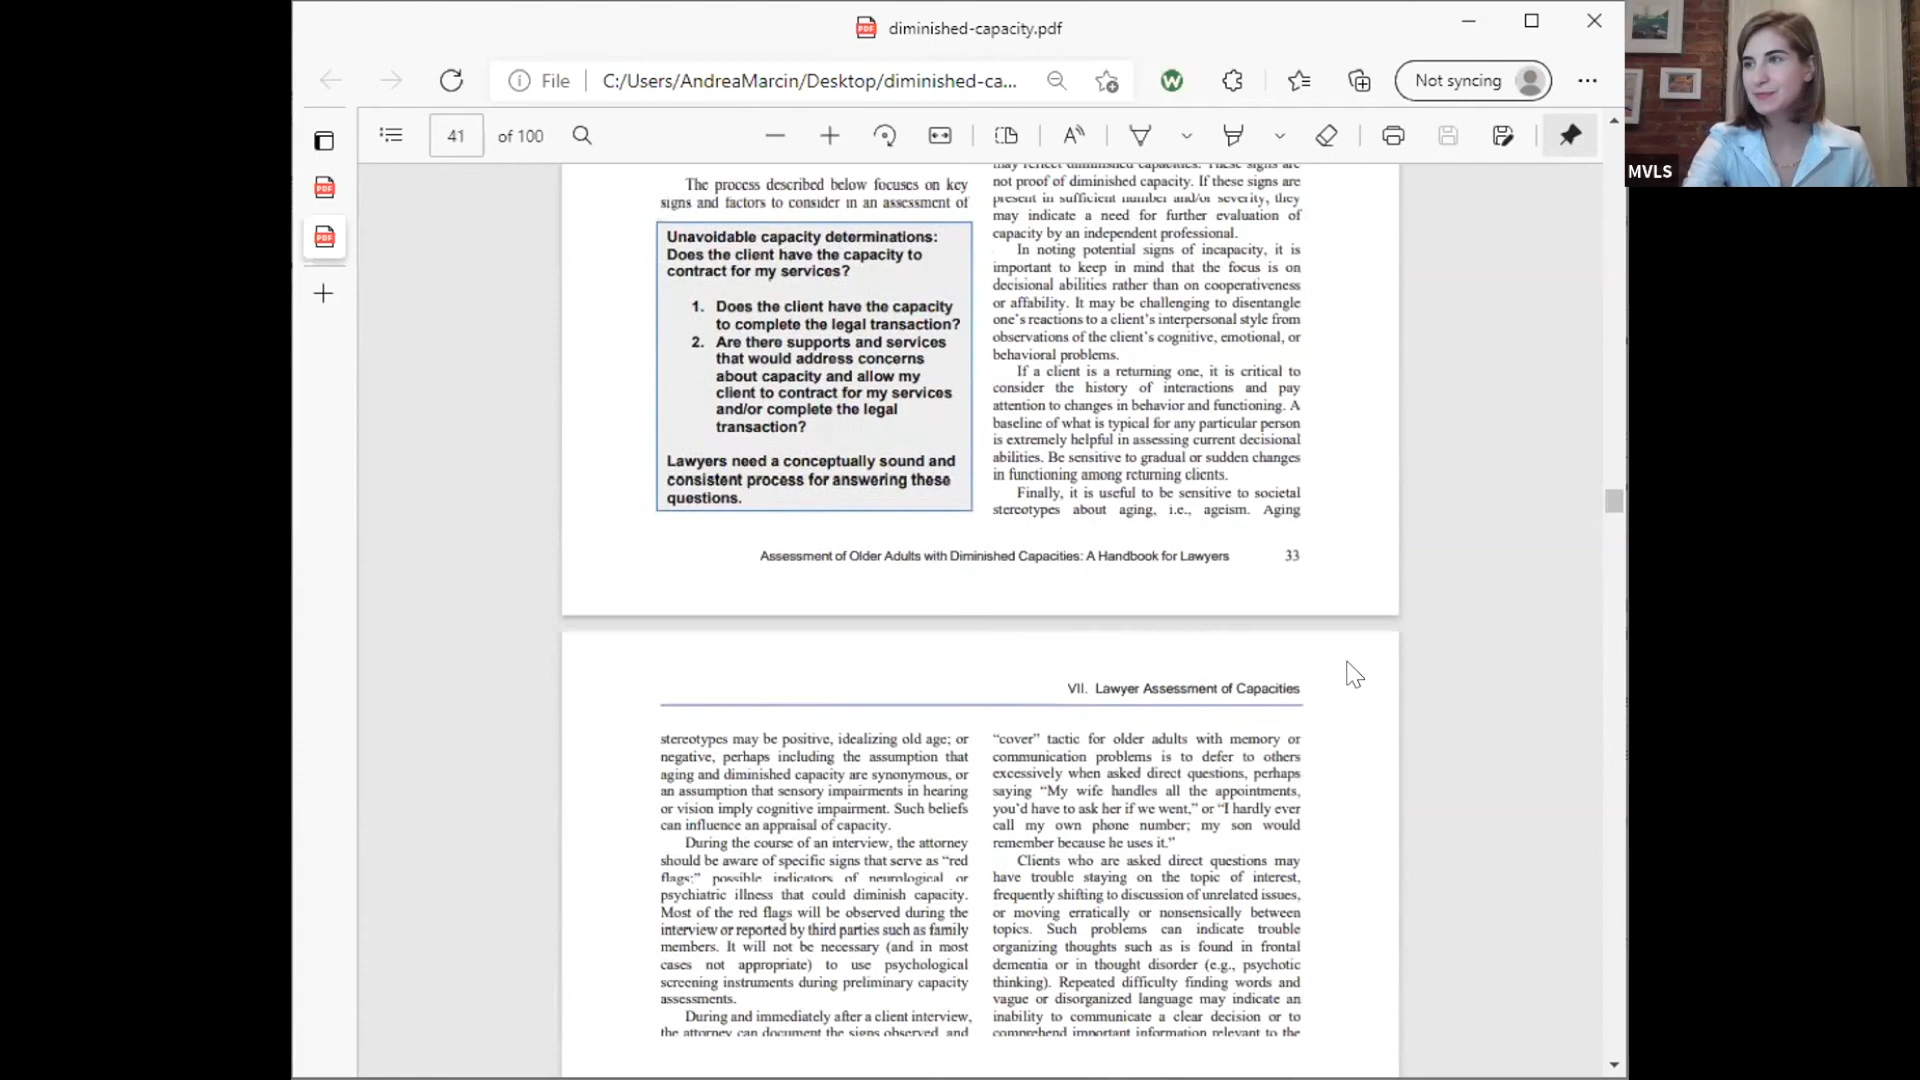 diminished-capacity.pdf
File
C:/Users/AndreaMarcin/Desktop/diminished-ca...
Not syncing
41 of 100
MVLS
The process described below focuses on key
signs and factors to consider in an assessment of
Unavoidable capacity determinations:
Does the client have the capacity to
contract for my services?
1. Does the client have the capacity
to complete the legal transaction?
2. Are there supports and services
that would address concerns
about capacity and allow my
client to contract for my services
and/or complete the legal
transaction?
Lawyers need a conceptually sound and
consistent process for answering these
questions.
may reflect diminished capacities. These signs are
not proof of diminished capacity. If these signs are
present in sufficient number and/or severity, they
may indicate a need for further evaluation of
capacity by an independent professional.
In noting potential signs of incapacity, it is
important to keep in mind that the focus is on
decisional abilities rather than on cooperativeness
or affability. It may be challenging to disentangle
one's reactions to a client's interpersonal style from
observations of the client's cognitive, emotional, or
behavioral problems.
If a client is a returning one, it is critical to
consider the history of interactions and pay
attention to changes in behavior and functioning. A
baseline of what is typical for any particular person
is extremely helpful in assessing current decisional
abilities. Be sensitive to gradual or sudden changes
in functioning among returning clients.
Finally, it is useful to be sensitive to societal
stereotypes about aging, i.e., ageism. Aging
Assessment of Older Adults with Diminished Capacities: A Handbook for Lawyers 33
VII. Lawyer Assessment of Capacities
stereotypes may be positive, idealizing old age; or
negative, perhaps including the assumption that
aging and diminished capacity are synonymous, or
an assumption that sensory impairments in hearing
or vision imply cognitive impairment. Such beliefs
can influence an appraisal of capacity.
During the course of an interview, the attorney
should be aware of specific signs that serve as "red
flags;" possible indicators of neurological or
psychiatric illness that could diminish capacity.
Most of the red flags will be observed during the
interview or reported by third parties such as family
members. It will not be necessary (and in most
cases not appropriate) to use psychological
screening instruments during preliminary capacity
assessments.
During and immediately after a client interview,
the attorney can document the signs observed, and
"cover" tactic for older adults with memory or
communication problems is to defer to others
excessively when asked direct questions, perhaps
saying "My wife handles all the appointments,
you'd have to ask her if we went," or "I hardly ever
call my own phone number; my son would
remember because he uses it."
Clients who are asked direct questions may
have trouble staying on the topic of interest,
frequently shifting to discussion of unrelated issues,
or moving erratically or nonsensically between
topics. Such problems can indicate trouble
organizing thoughts such as is found in frontal
dementia or in thought disorder (e.g., psychotic
thinking). Repeated difficulty finding words and
vague or disorganized language may indicate an
inability to communicate a clear decision or to
comprehend important information relevant to the